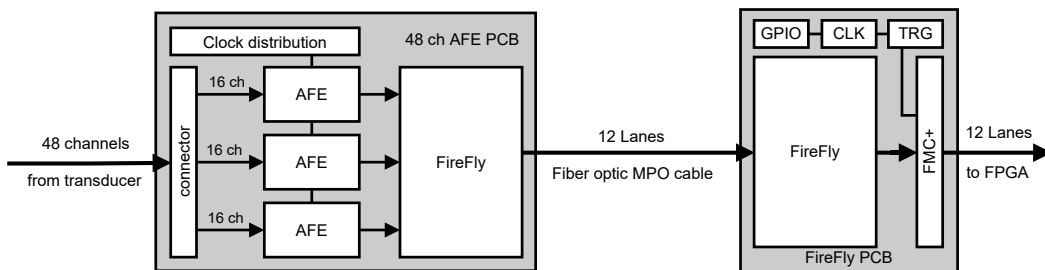 Clock distribution
48 ch AFE PCB
GPIO
CLK
TRG
16 ch
AFE
48 channels
from transducer
connector
16 ch
AFE
FireFly
12 Lanes
Fiber optic MPO cable
FireFly
FMC+
12 Lanes
to FPGA
16 ch
AFE
FireFly PCB